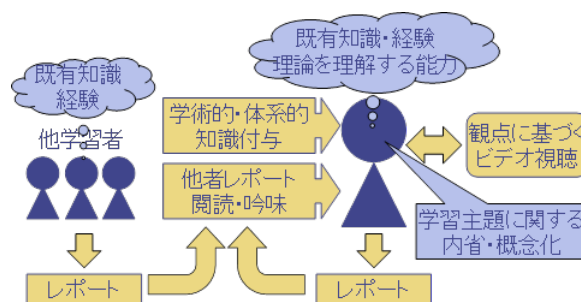 既有知識・経験
理論を理解する能力
既有知識
経験
他学習者
学術的・体系的
知識付与
観点に基づく
ビデオ視聴
他者レポート
閲読・吟味
学習主題に関する
内省・概念化
レポート
レポート